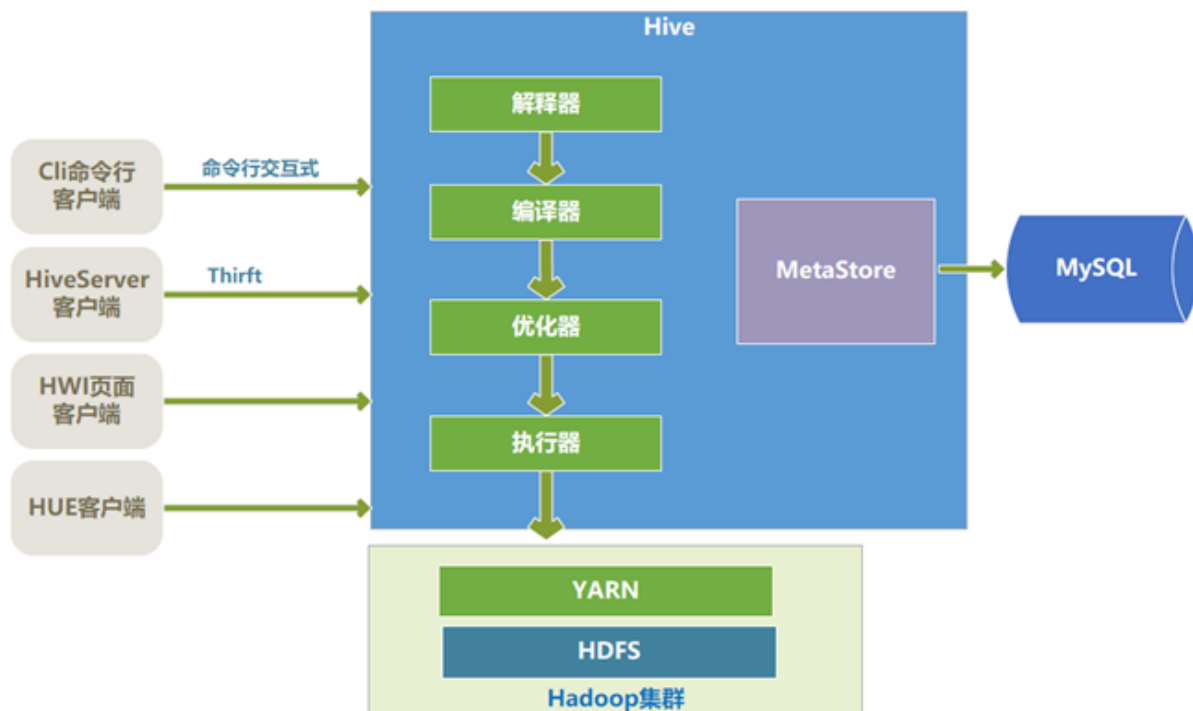 Hive
解释器
Cli命令行
客户端
命令行交互式
编译器
HiveServer
客户端
Thirft
MetaStore
MySQL
优化器
HWI页面
客户端
执行器
HUE客户端
YARN
HDFS
Hadoop集群